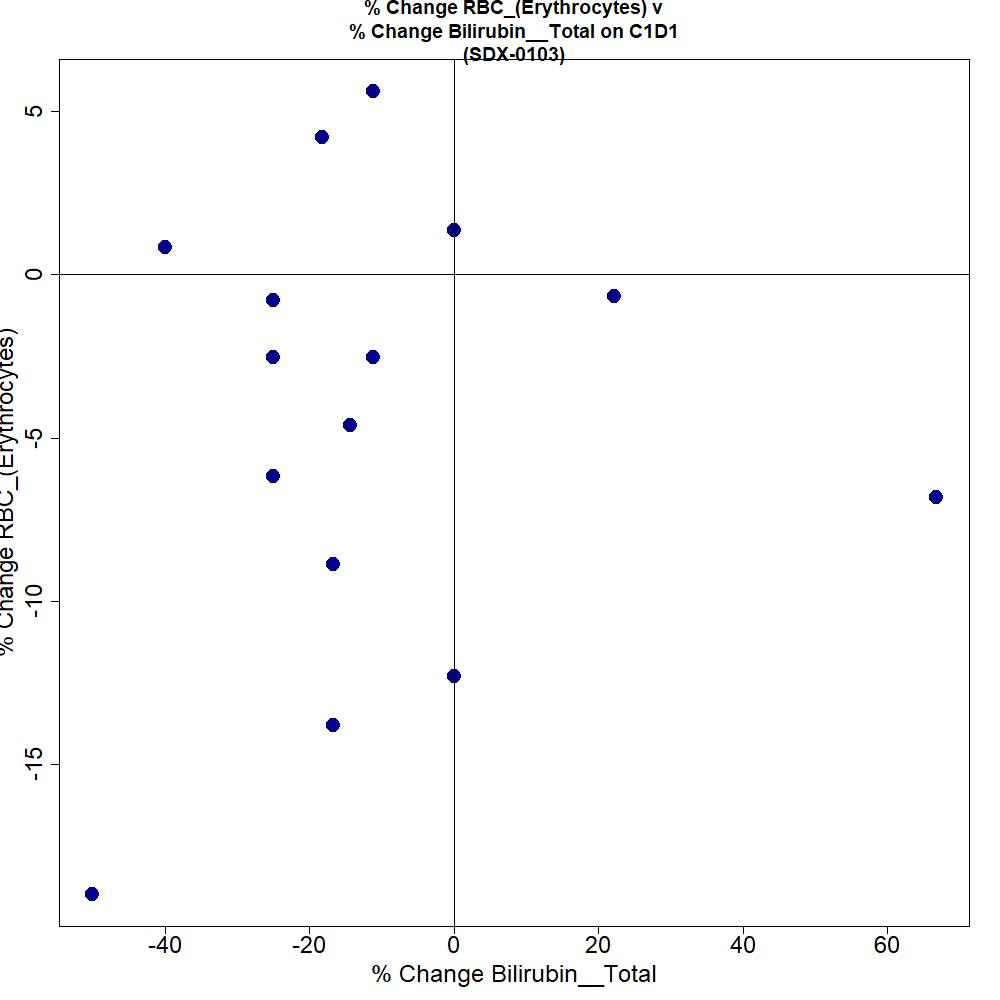 % Change RBC_(Erythrocytes) v
% Change Bilirubin__Total on C1D1
(SDX-0103)
5
0
-5
-10
-15
% Change RBC_(Erythrocytes)
-40 -20 0 20 40 60
% Change Bilirubin__Total